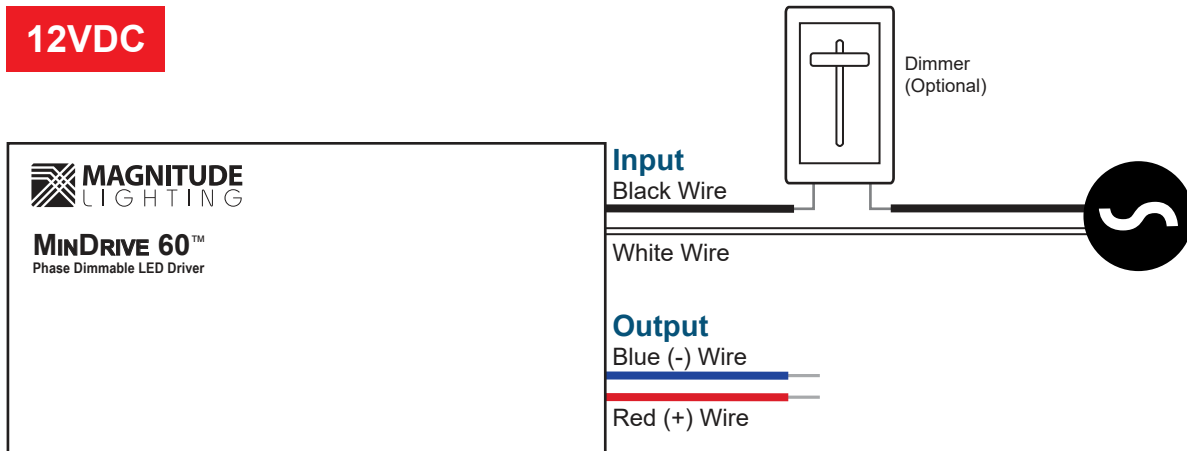 12VDC
Dimmer
(Optional)
MAGNITUDE
LIGHTING
MINDRIVE 60™
Phase Dimmable LED Driver
Input
Black Wire
White Wire
Output
Blue (-) Wire
Red (+) Wire